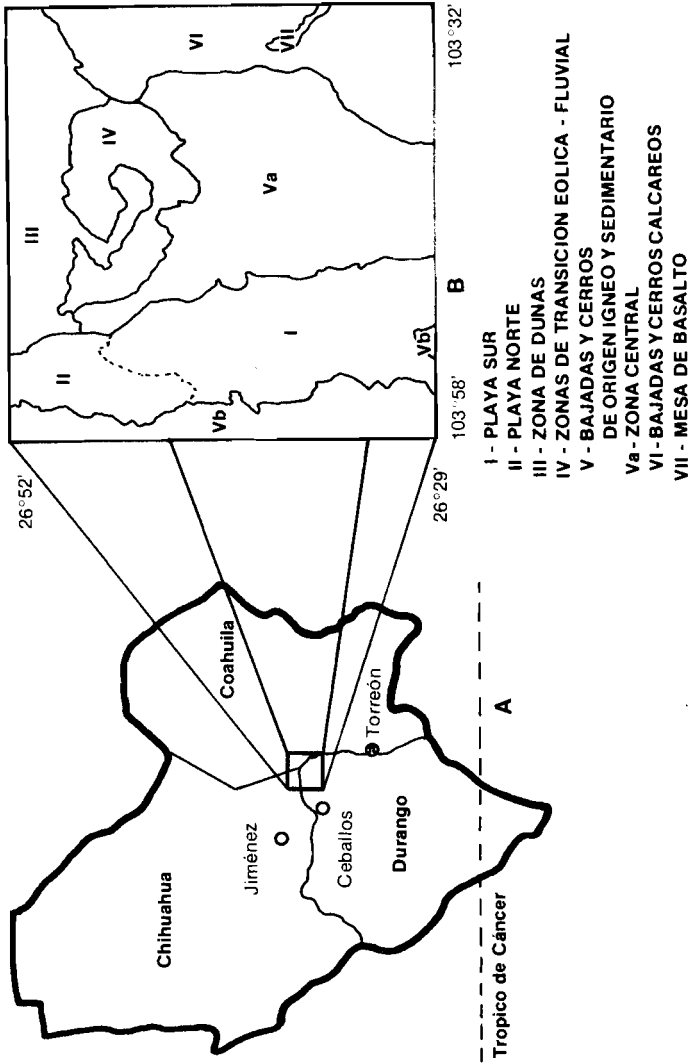 Chihuahua
Coahuila
Jiménez
Ceballos
Torreón
Durango
Tropico de Cáncer
A
26°52'
III
II
IV
VI
VII
Va
I
Vb
Vb
26°29'
103°58'
B
103°32'
I - PLAYA SUR
II - PLAYA NORTE
III - ZONA DE DUNAS
IV - ZONAS DE TRANSICION EOLICA - FLUVIAL
V - BAJADAS Y CERROS
DE ORIGEN IGNEO Y SEDIMENTARIO
Va - ZONA CENTRAL
VI - BAJADAS Y CERROS CALCAREOS
VII - MESA DE BASALTO